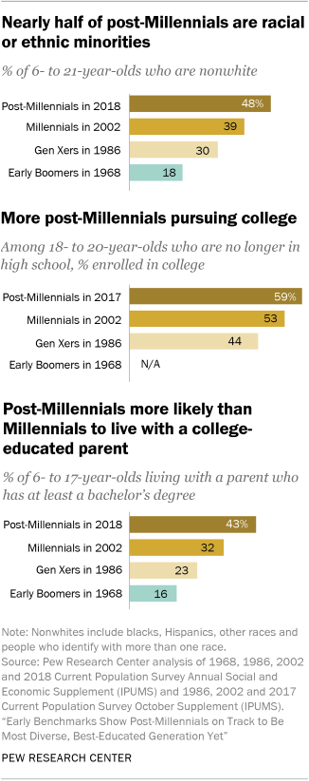 Nearly half of post-Millennials are racial
or ethnic minorities
% of 6- to 21-year-olds who are nonwhite
Post-Millennials in 2018 48%
Millennials in 2002 39
Gen Xers in 1986 30
Early Boomers in 1968 18
More post-Millennials pursuing college
Among 18- to 20-year-olds who are no longer in
high school, % enrolled in college
Post-Millennials in 2017 59%
Millennials in 2002 53
Gen Xers in 1986 44
Early Boomers in 1968 N/A
Post-Millennials more likely than
Millennials to live with a college-
educated parent
% of 6- to 17-year-olds living with a parent who
has at least a bachelor's degree
Post-Millennials in 2018 43%
Millennials in 2002 32
Gen Xers in 1986 23
Early Boomers in 1968 16
Note: Nonwhites include blacks, Hispanics, other races and
people who identify with more than one race.
Source: Pew Research Center analysis of 1968, 1986, 2002
and 2018 Current Population Survey Annual Social and
Economic Supplement (IPUMS) and 1986, 2002 and 2017
Current Population Survey October Supplement (IPUMS).
"Early Benchmarks Show Post-Millennials on Track to Be
Most Diverse, Best-Educated Generation Yet"
PEW RESEARCH CENTER